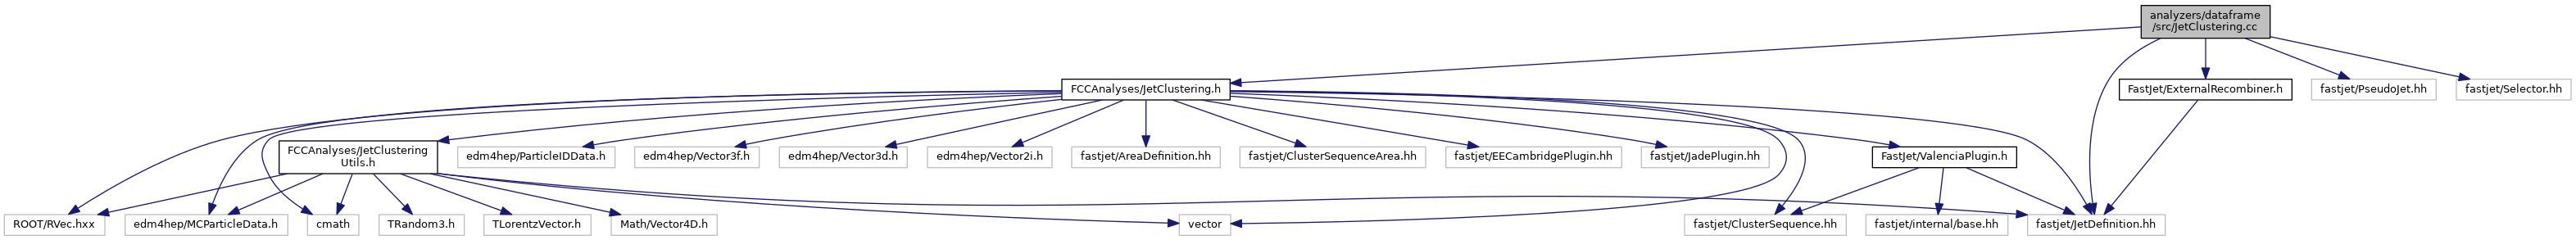 analyzers/dataframe
/src/JetClustering.cc
FCCAnalyses/JetClustering.h
FastJet/ExternalRecombiner.h
fastjet/PseudoJet.hh
fastjet/Selector.hh
FCCAnalyses/JetClustering
Utils.h
edm4hep/ParticleIDData.h
edm4hep/Vector3f.h
edm4hep/Vector3d.h
edm4hep/Vector2i.h
fastjet/AreaDefinition.hh
fastjet/ClusterSequenceArea.hh
fastjet/EECambridgePlugin.hh
fastjet/JadePlugin.hh
FastJet/ValenciaPlugin.h
ROOT/RVec.hxx
edm4hep/MCParticleData.h
cmath
TRandom3.h
TLorentzVector.h
Math/Vector4D.h
vector
fastjet/ClusterSequence.hh
fastjet/internal/base.hh
fastjet/JetDefinition.hh